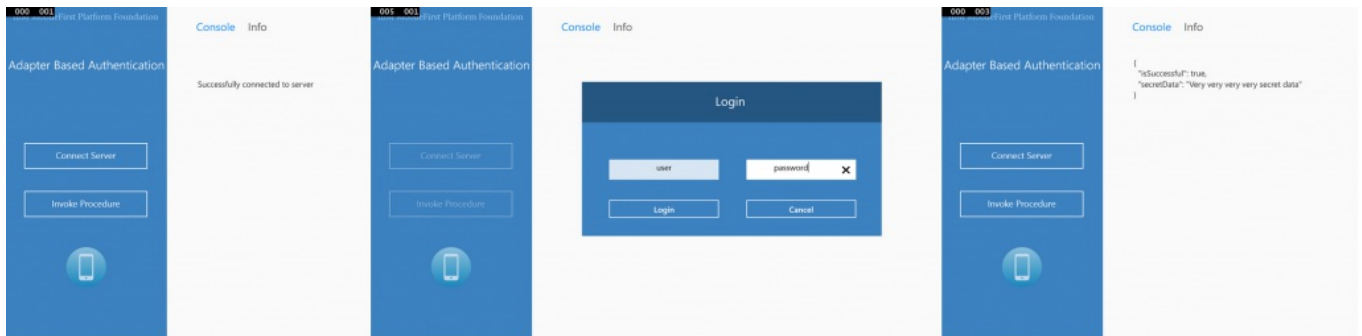 000 001
First Platform Foundation
Console Info
Adapter Based Authentication
Successfully connected to server
Connect Server
Invoke Procedure
005 001
First Platform Foundation
Console Info
Adapter Based Authentication
Login
user
password
Login
Cancel
Connect Server
Invoke Procedure
000 003
First Platform Foundation
Console Info
Adapter Based Authentication
{
"isSuccessful": true,
"secretData": "Very very very very secret data"
}
Connect Server
Invoke Procedure